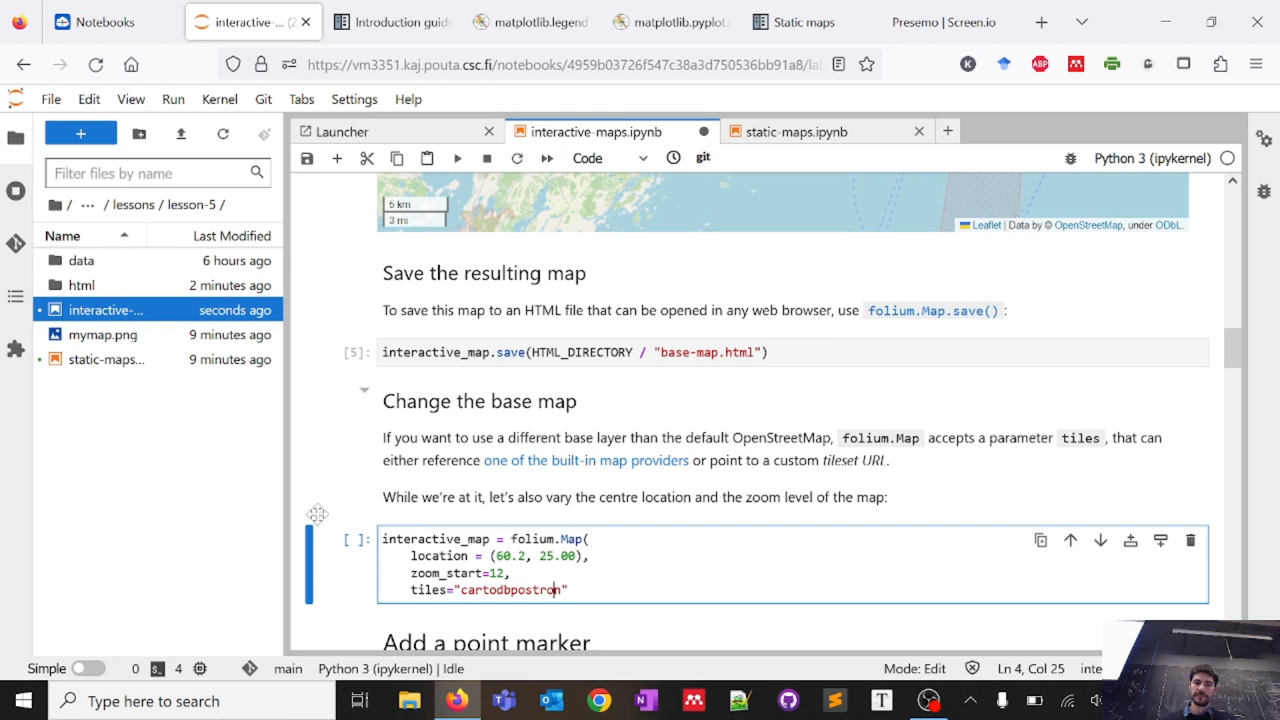 Notebooks
interactive-... (2
Introduction guid
matplotlib.legend
matplotlib.pyplot.
Static maps
Presemo | Screen.io
https://vm3351.kaj.pouta.csc.fi/notebooks/4959b03726f547c38a3d750536bb91a8/la
K
ABP
File Edit View Run Kernel Git Tabs Settings Help
Launcher
interactive-maps.ipynb
static-maps.ipynb
Code
git
Python 3 (ipykernel)
Filter files by name
/ ··· / lessons / lesson-5 /
Name Last Modified
data 6 hours ago
html 2 minutes ago
interactive-... seconds ago
mymap.png 9 minutes ago
static-maps... 9 minutes ago
5 km
3 mi
Leaflet | Data by © OpenStreetMap, under ODbL.
Save the resulting map
To save this map to an HTML file that can be opened in any web browser, use folium.Map.save() :
[5]: interactive_map.save(HTML_DIRECTORY / "base-map.html")
Change the base map
If you want to use a different base layer than the default OpenStreetMap, folium.Map accepts a parameter tiles , that can
either reference one of the built-in map providers or point to a custom tileset URL.
While we're at it, let's also vary the centre location and the zoom level of the map:
[ ]: interactive_map = folium.Map(
location = (60.2, 25.00),
zoom_start=12,
tiles="cartodbpostron"
Add a point marker
Simple 0 4 main Python 3 (ipykernel) | Idle Mode: Edit Ln 4, Col 25 inte
Type here to search